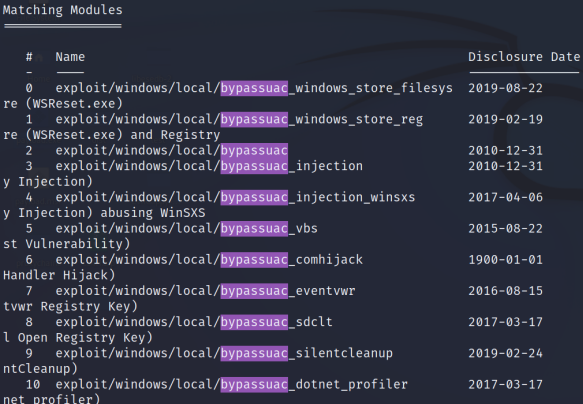 Matching Modules
================
# Name Disclosure Date
- ---- ---------------
0 exploit/windows/local/bypassuac_windows_store_filesys 2019-08-22
re (WSReset.exe)
1 exploit/windows/local/bypassuac_windows_store_reg 2019-02-19
re (WSReset.exe) and Registry
2 exploit/windows/local/bypassuac 2010-12-31
3 exploit/windows/local/bypassuac_injection 2010-12-31
y Injection)
4 exploit/windows/local/bypassuac_injection_winsxs 2017-04-06
y Injection) abusing WinSXS
5 exploit/windows/local/bypassuac_vbs 2015-08-22
st Vulnerability)
6 exploit/windows/local/bypassuac_comhijack 1900-01-01
Handler Hijack)
7 exploit/windows/local/bypassuac_eventvwr 2016-08-15
tvwr Registry Key)
8 exploit/windows/local/bypassuac_sdclt 2017-03-17
l Open Registry Key)
9 exploit/windows/local/bypassuac_silentcleanup 2019-02-24
ntCleanup)
10 exploit/windows/local/bypassuac_dotnet_profiler 2017-03-17
net profiler)